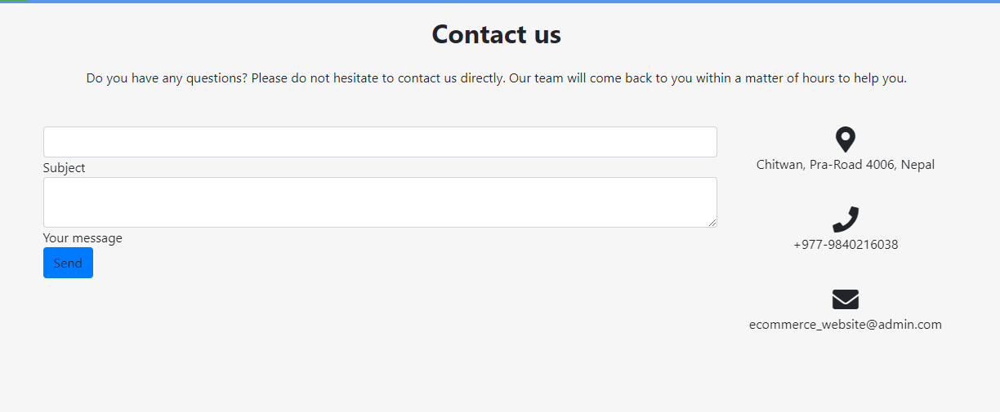 Contact us
Do you have any questions? Please do not hesitate to contact us directly. Our team will come back to you within a matter of hours to help you.
Subject
Your message
Send
Chitwan, Pra-Road 4006, Nepal
+977-9840216038
ecommerce_website@admin.com